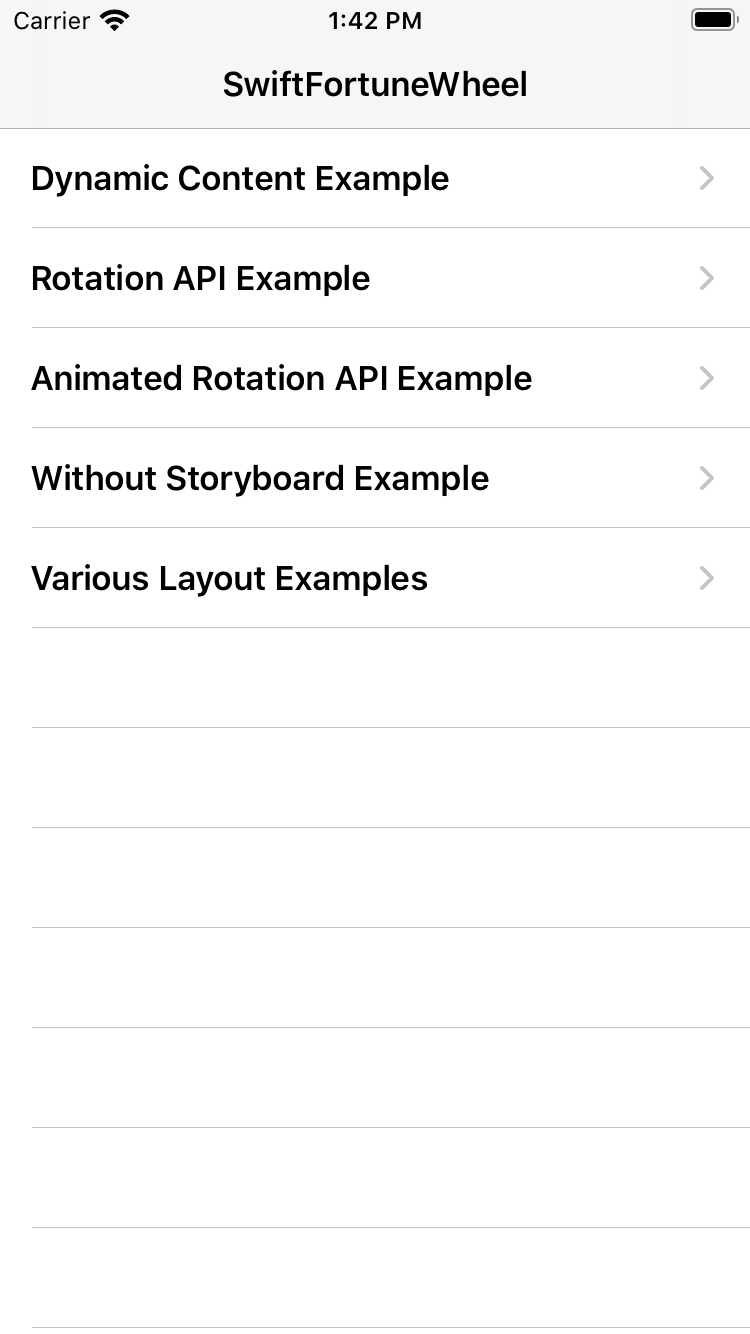 Carrier 1:42 PM
SwiftFortuneWheel
Dynamic Content Example
Rotation API Example
Animated Rotation API Example
Without Storyboard Example
Various Layout Examples